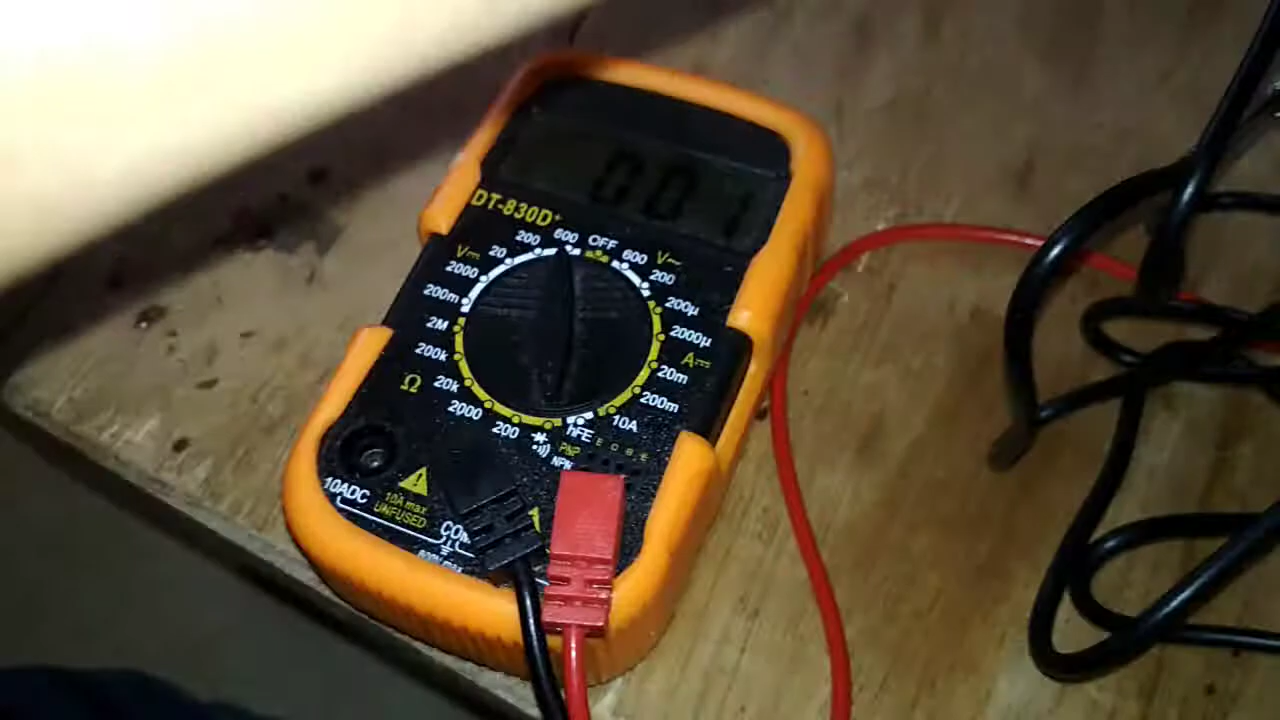 001
DT-830D+
V⎓
20
200
600
OFF
600
V~
200
2000
200m
2M
200k
Ω
20k
2000
200
hFE
10A
200m
20m
A⎓
2000µ
200µ
PNP
NPN
E C B E
10ADC
10A max
UNFUSED
COM